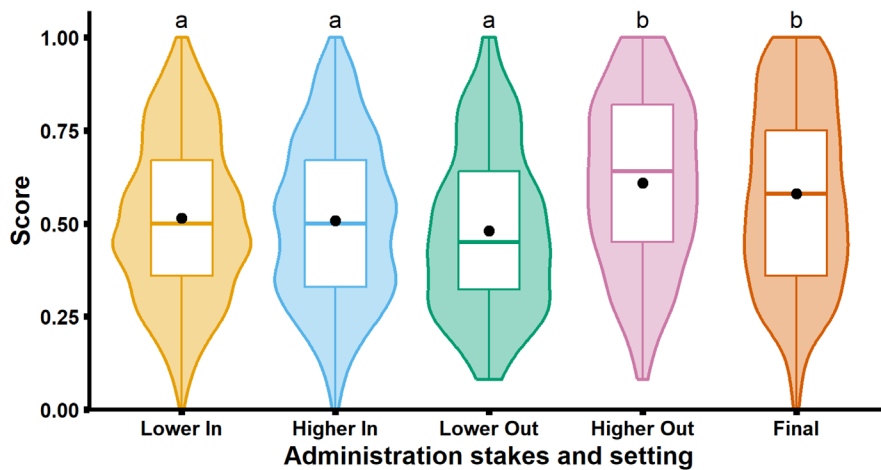 a a a b b
1.00
0.75
0.50
0.25
0.00
Score
Lower In Higher In Lower Out Higher Out Final
Administration stakes and setting